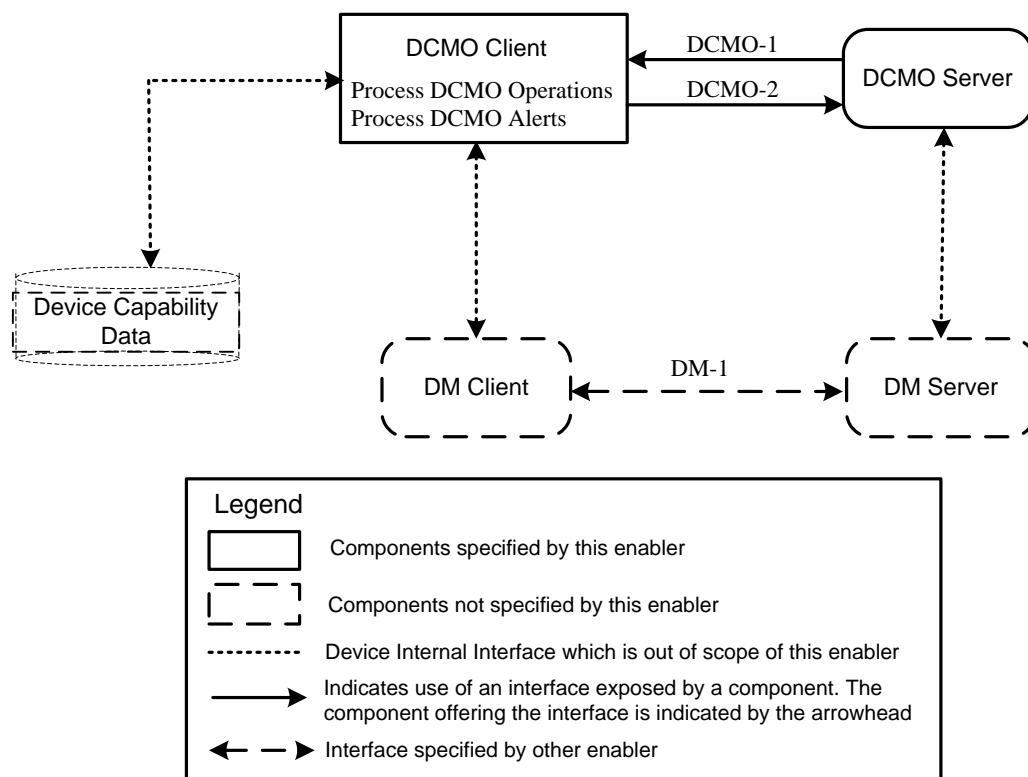 DCMO Client
Process DCMO Operations
Process DCMO Alerts
DCMO-1
DCMO-2
DCMO Server
Device Capability
Data
DM Client
DM-1
DM Server
Legend
Components specified by this enabler
Components not specified by this enabler
Device Internal Interface which is out of scope of this enabler
Indicates use of an interface exposed by a component. The
component offering the interface is indicated by the arrowhead
Interface specified by other enabler